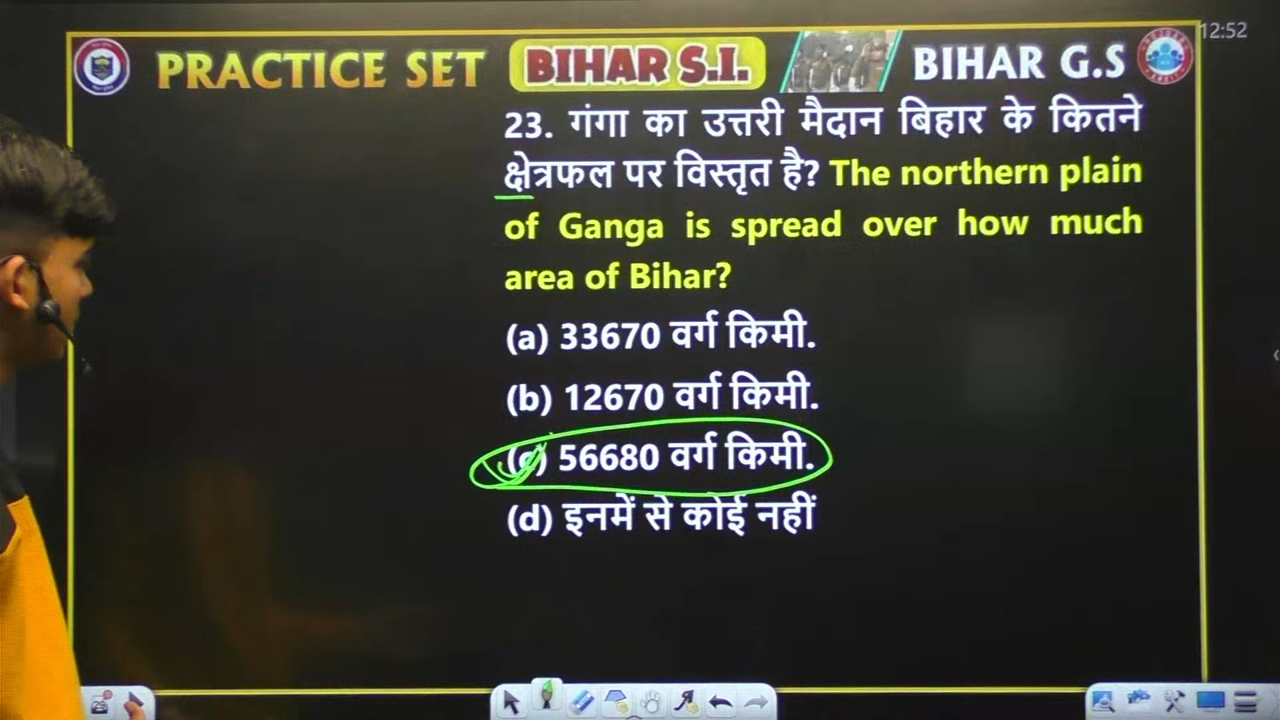 12:52
PRACTICE SET BIHAR S.I. BIHAR G.S
23. गंगा का उत्तरी मैदान बिहार के कितने
क्षेत्रफल पर विस्तृत है? The northern plain
of Ganga is spread over how much
area of Bihar?
(a) 33670 वर्ग किमी.
(b) 12670 वर्ग किमी.
(c) 56680 वर्ग किमी.
(d) इनमें से कोई नहीं